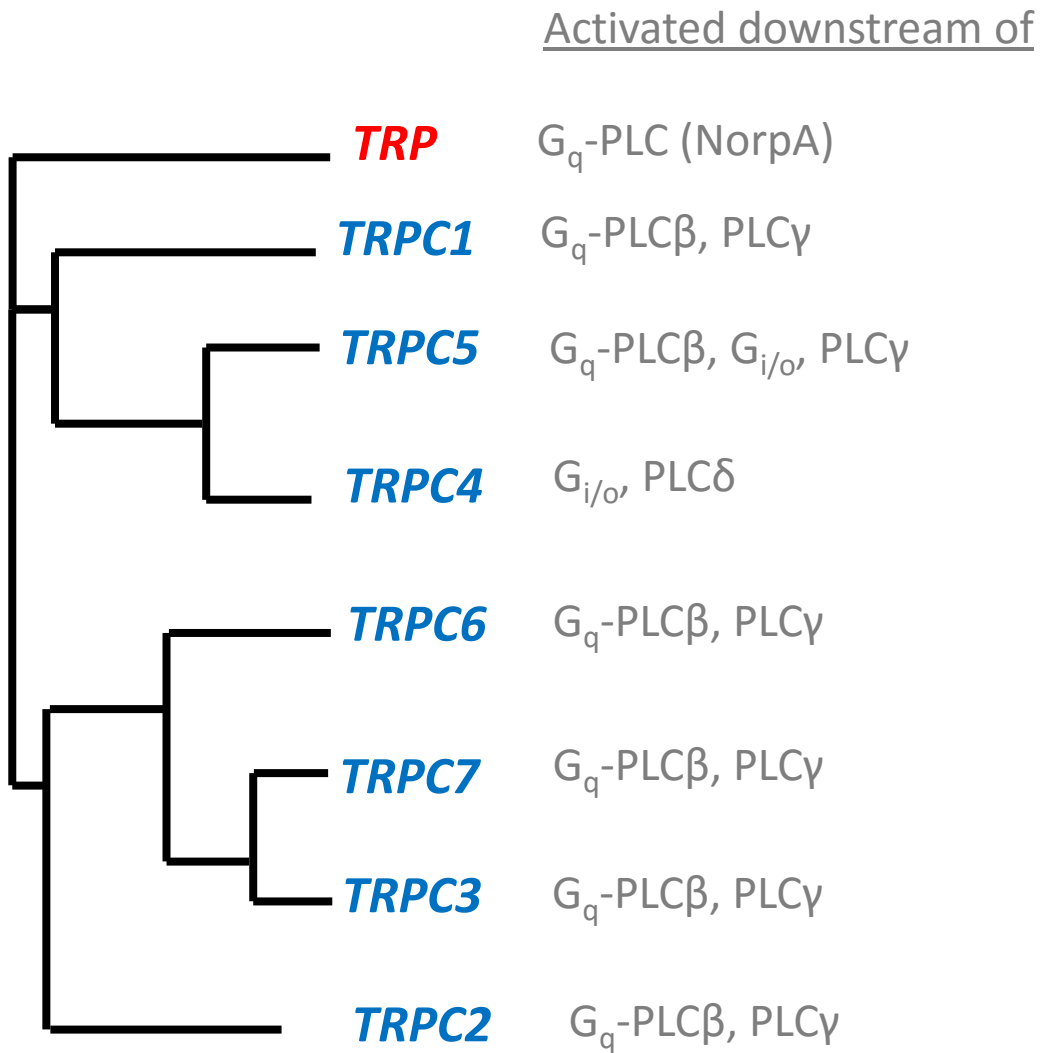 Activated downstream of
TRP Gq-PLC (NorpA)
TRPC1 Gq-PLCβ, PLCγ
TRPC5 Gq-PLCβ, Gi/o, PLCγ
TRPC4 Gi/o, PLCδ
TRPC6 Gq-PLCβ, PLCγ
TRPC7 Gq-PLCβ, PLCγ
TRPC3 Gq-PLCβ, PLCγ
TRPC2 Gq-PLCβ, PLCγ